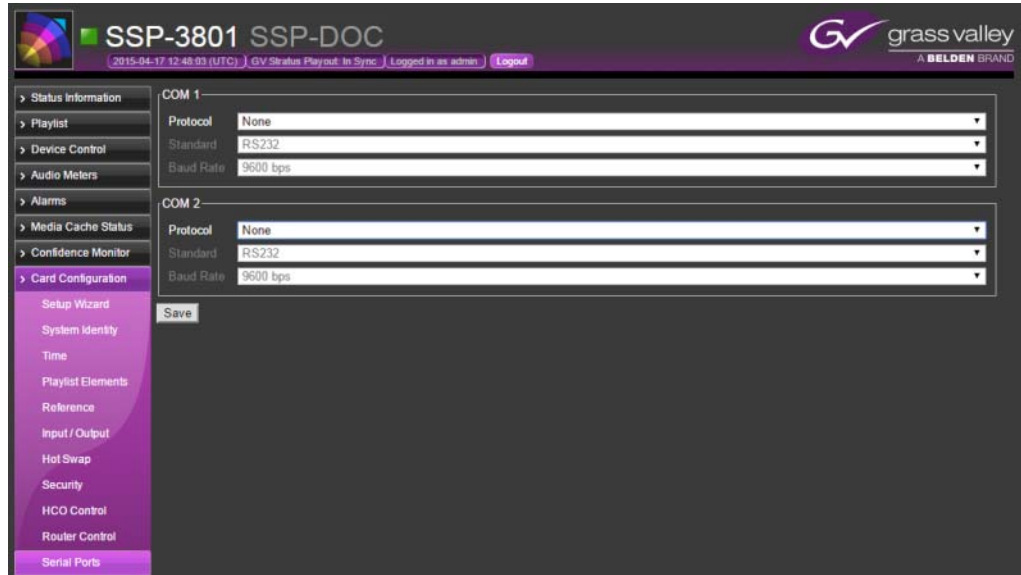 SSP-3801 SSP-DOC
2015-04-17 12:48:03 (UTC) GV Stratus Playout: In Sync Logged in as admin Logout
GV grass valley
A BELDEN BRAND
> Status Information
> Playlist
> Device Control
> Audio Meters
> Alarms
> Media Cache Status
> Confidence Monitor
> Card Configuration
Setup Wizard
System Identity
Time
Playlist Elements
Reference
Input / Output
Hot Swap
Security
HCO Control
Router Control
Serial Ports
COM 1
Protocol None
Standard RS232
Baud Rate 9600 bps
COM 2
Protocol None
Standard RS232
Baud Rate 9600 bps
Save